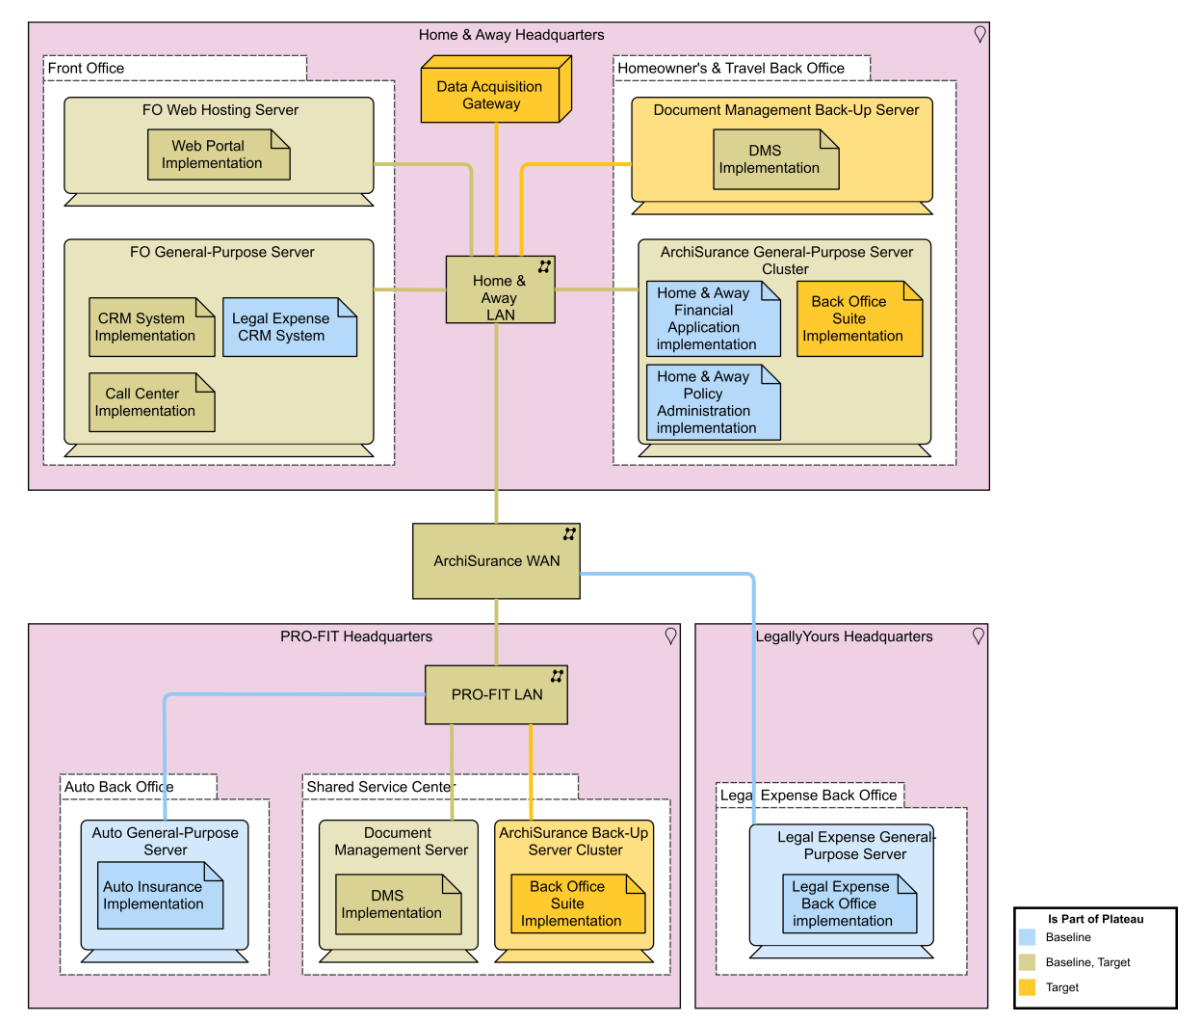 Home & Away Headquarters
Front Office
FO Web Hosting Server
Web Portal
Implementation
FO General-Purpose Server
CRM System
Implementation
Legal Expense
CRM System
Call Center
Implementation
Data Acquisition
Gateway
Home &
Away
LAN
Homeowner's & Travel Back Office
Document Management Back-Up Server
DMS
Implementation
ArchiSurance General-Purpose Server
Cluster
Home & Away
Financial
Application
implementation
Back Office
Suite
Implementation
Home & Away
Policy
Administration
implementation
ArchiSurance WAN
PRO-FIT Headquarters
PRO-FIT LAN
Auto Back Office
Auto General-Purpose
Server
Auto Insurance
Implementation
Shared Service Center
Document
Management Server
DMS
Implementation
ArchiSurance Back-Up
Server Cluster
Back Office
Suite
Implementation
LegallyYours Headquarters
Legal Expense Back Office
Legal Expense General-
Purpose Server
Legal Expense
Back Office
implementation
Is Part of Plateau
Baseline
Baseline, Target
Target